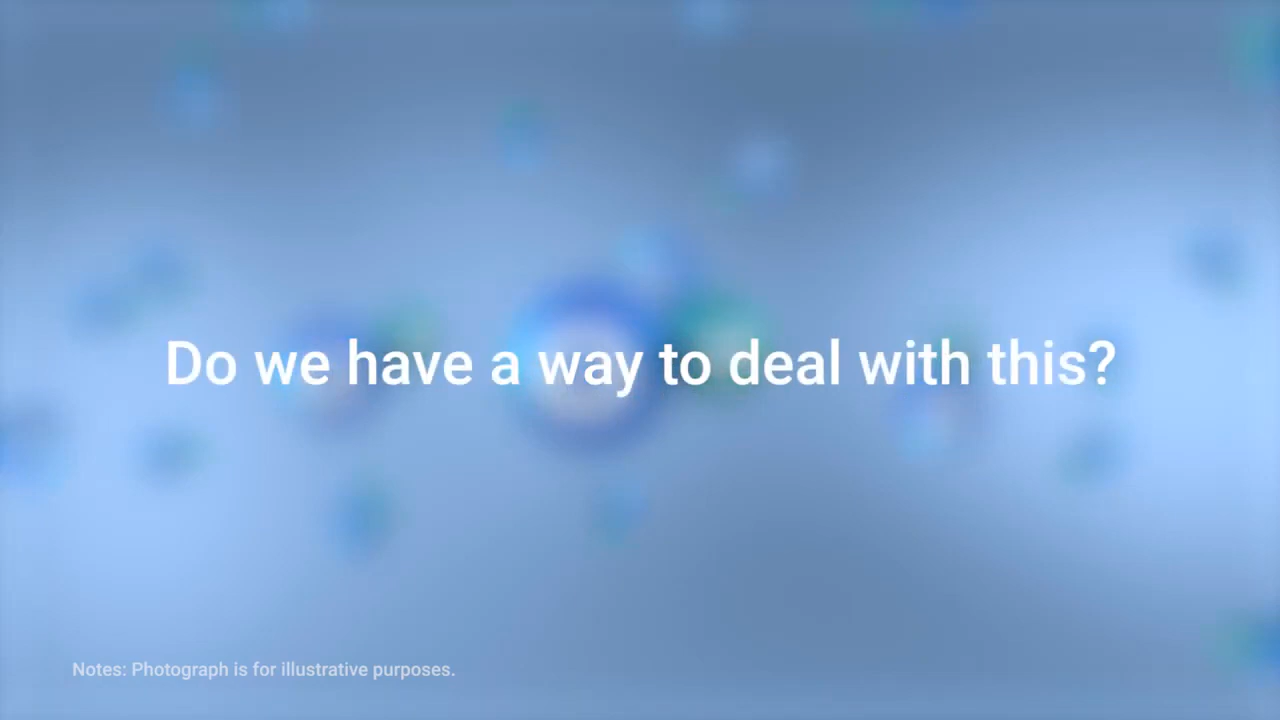 Do we have a way to deal with this?
Notes: Photograph is for illustrative purposes.